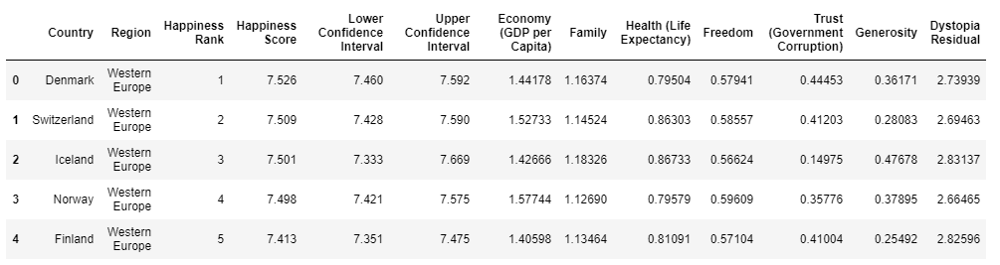 Country Region Happiness Rank Happiness Score Lower Confidence Interval Upper Confidence Interval Economy (GDP per Capita) Family Health (Life Expectancy) Freedom Trust (Government Corruption) Generosity Dystopia Residual
0 Denmark Western Europe 1 7.526 7.460 7.592 1.44178 1.16374 0.79504 0.57941 0.44453 0.36171 2.73939
1 Switzerland Western Europe 2 7.509 7.428 7.590 1.52733 1.14524 0.86303 0.58557 0.41203 0.28083 2.69463
2 Iceland Western Europe 3 7.501 7.333 7.669 1.42666 1.18326 0.86733 0.56624 0.14975 0.47678 2.83137
3 Norway Western Europe 4 7.498 7.421 7.575 1.57744 1.12690 0.79579 0.59609 0.35776 0.37895 2.66465
4 Finland Western Europe 5 7.413 7.351 7.475 1.40598 1.13464 0.81091 0.57104 0.41004 0.25492 2.82596